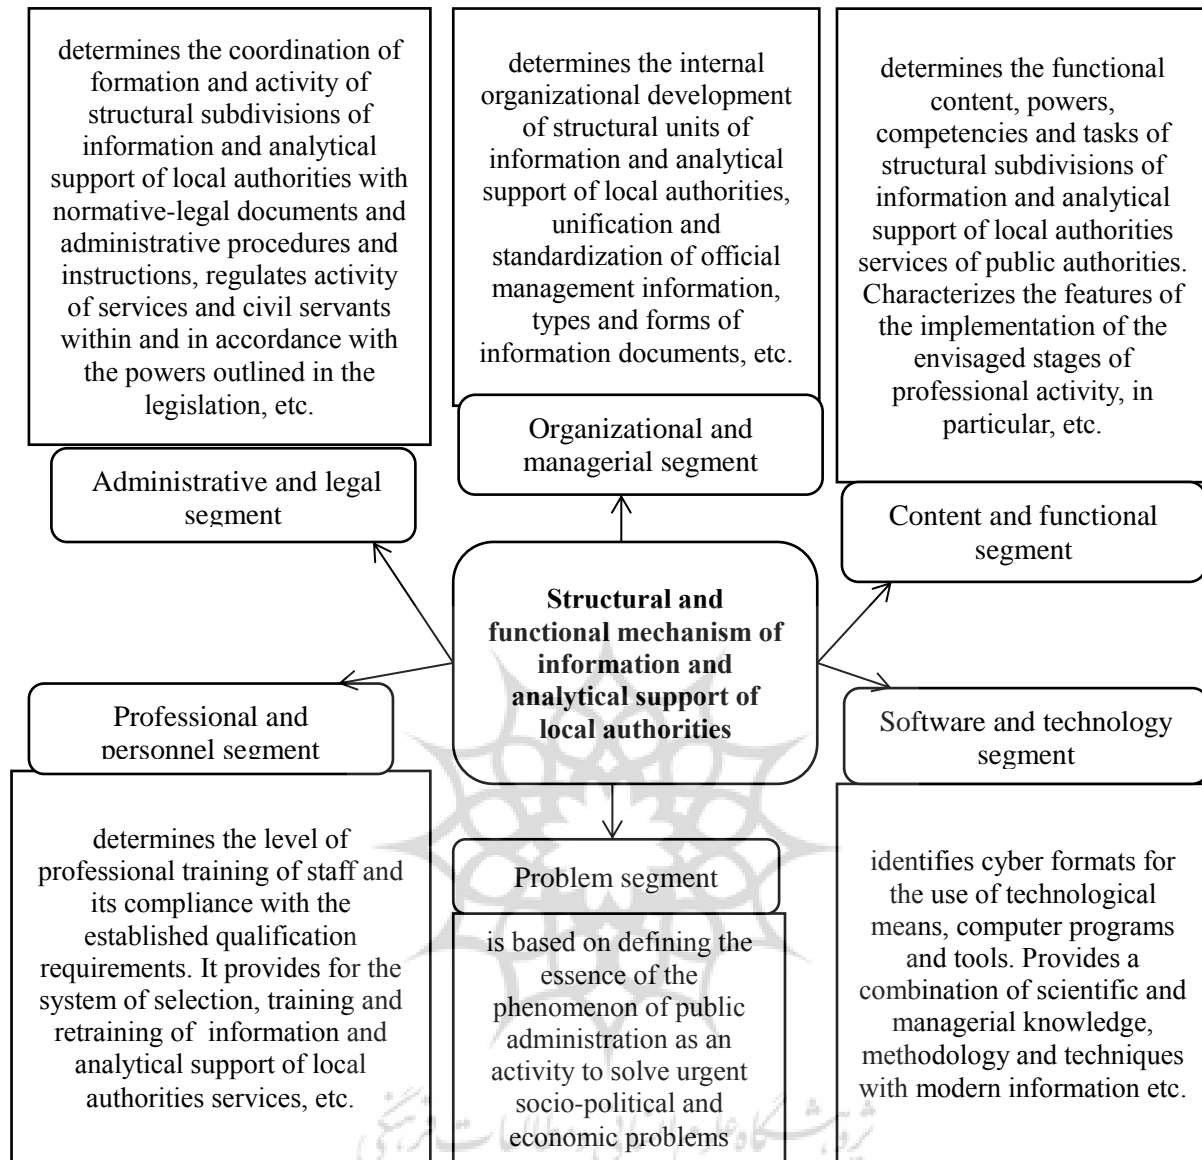 determines the coordination of
formation and activity of
structural subdivisions of
information and analytical
support of local authorities with
normative-legal documents and
administrative procedures and
instructions, regulates activity
of services and civil servants
within and in accordance with
the powers outlined in the
legislation, etc.
Administrative and legal
segment
determines the internal
organizational development
of structural units of
information and analytical
support of local authorities,
unification and
standardization of official
management information,
types and forms of
information documents, etc.
Organizational and
managerial segment
determines the functional
content, powers,
competencies and tasks of
structural subdivisions of
information and analytical
support of local authorities
services of public authorities.
Characterizes the features of
the implementation of the
envisaged stages of
professional activity, in
particular, etc.
Content and functional
segment
Structural and
functional mechanism of
information and
analytical support of
local authorities
Professional and
personnel segment
determines the level of
professional training of staff and
its compliance with the
established qualification
requirements. It provides for the
system of selection, training and
retraining of information and
analytical support of local
authorities services, etc.
Problem segment
is based on defining the
essence of the
phenomenon of public
administration as an
activity to solve urgent
socio-political and
economic problems
Software and technology
segment
identifies cyber formats for
the use of technological
means, computer programs
and tools. Provides a
combination of scientific and
managerial knowledge,
methodology and techniques
with modern information etc.
پژوهشگاه علوم انسانی و مطالعات فرهنگی